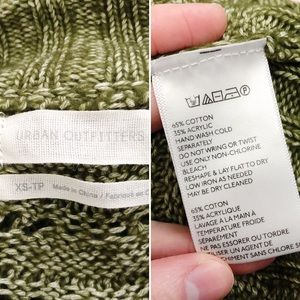 URBAN OUTFITTERS
XS-TP
Made in China / Fabriqué en C
65% COTTON
35% ACRYLIC
HAND WASH COLD
SEPARATELY
DO NOT WRING OR TWIST
USE ONLY NON-CHLORINE
BLEACH
RESHAPE & LAY FLAT TO DRY
LOW IRON AS NEEDED
MAY BE DRY CLEANED
65% COTON
35% ACRYLIQUE
LAVAGE À LA MAIN À
TEMPERATURE FROIDE
SÉPARÉMENT
NE PAS ESSORER OU TORDRE
UTILISER UN AGENT DE
CHIMENT SANS CHLORE S